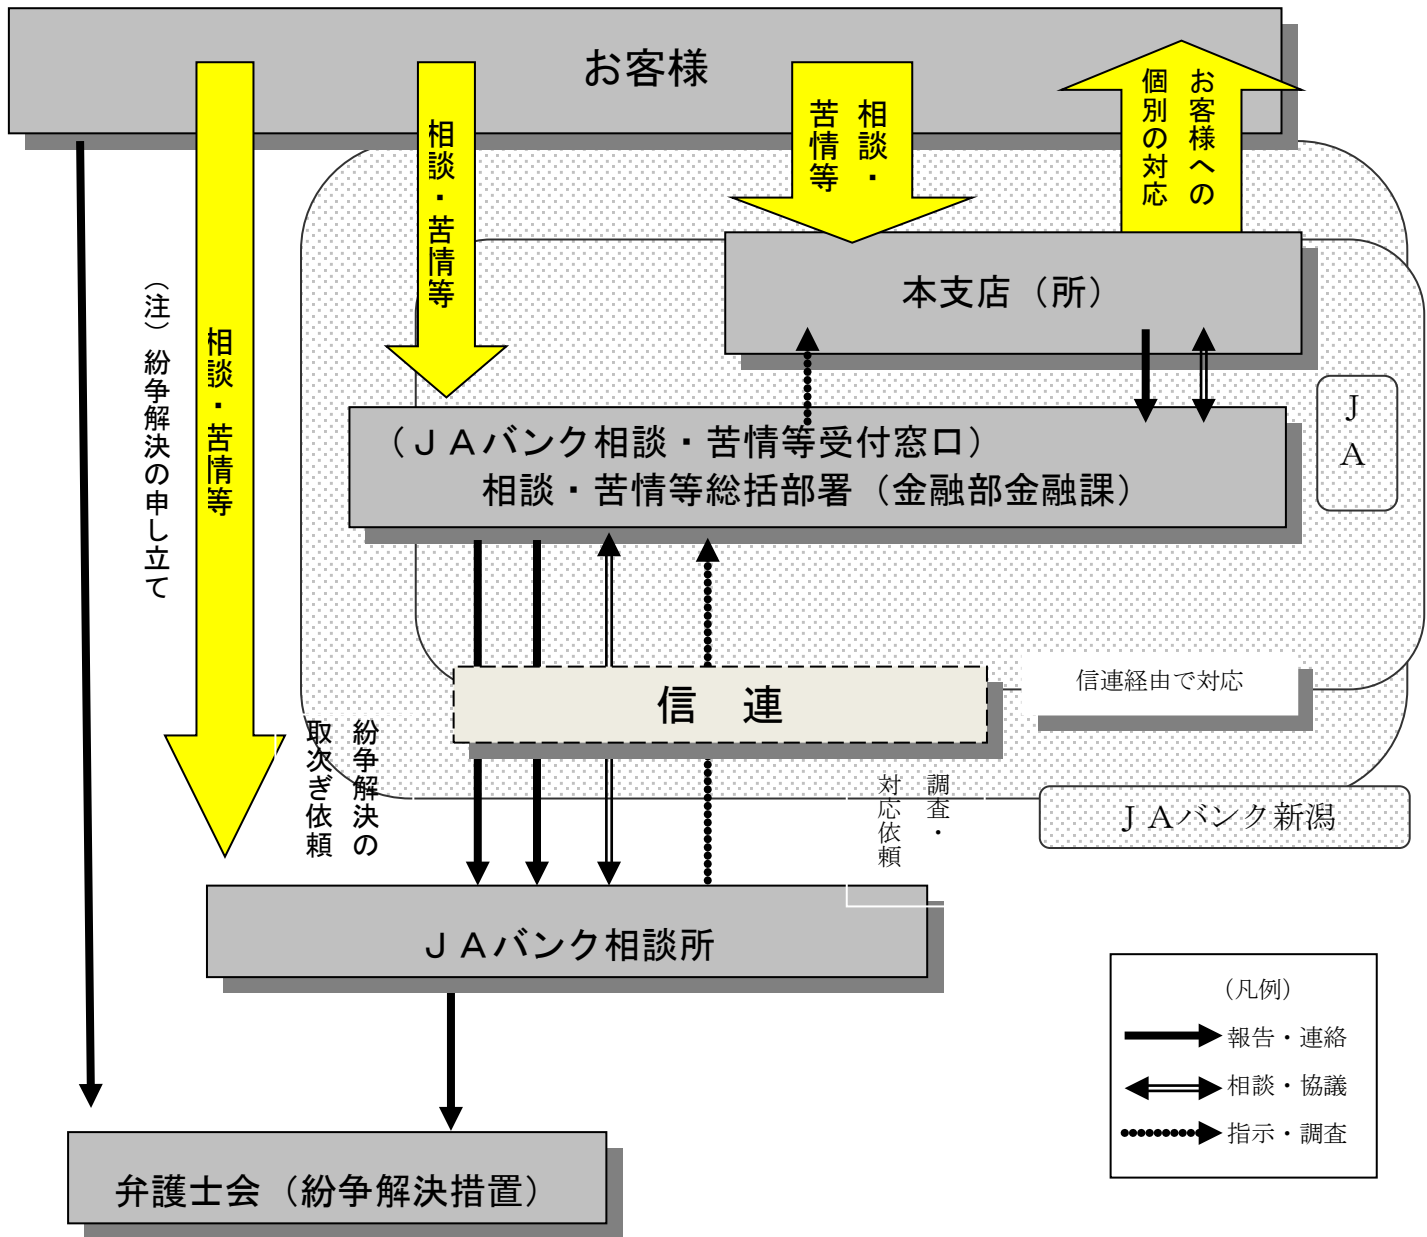 お客様
相談・苦情等
相談・苦情等
相談・
苦情等
お客様への
個別の対応
(注)紛争解決の申し立て
本支店(所)
JA
(JAバンク相談・苦情等受付窓口)
相談・苦情等総括部署(金融部金融課)
信 連
信連経由で対応
紛争解決の
取次ぎ依頼
調査・
対応依頼
JAバンク新潟
JAバンク相談所
弁護士会(紛争解決措置)
(凡例)
報告・連絡
相談・協議
指示・調査